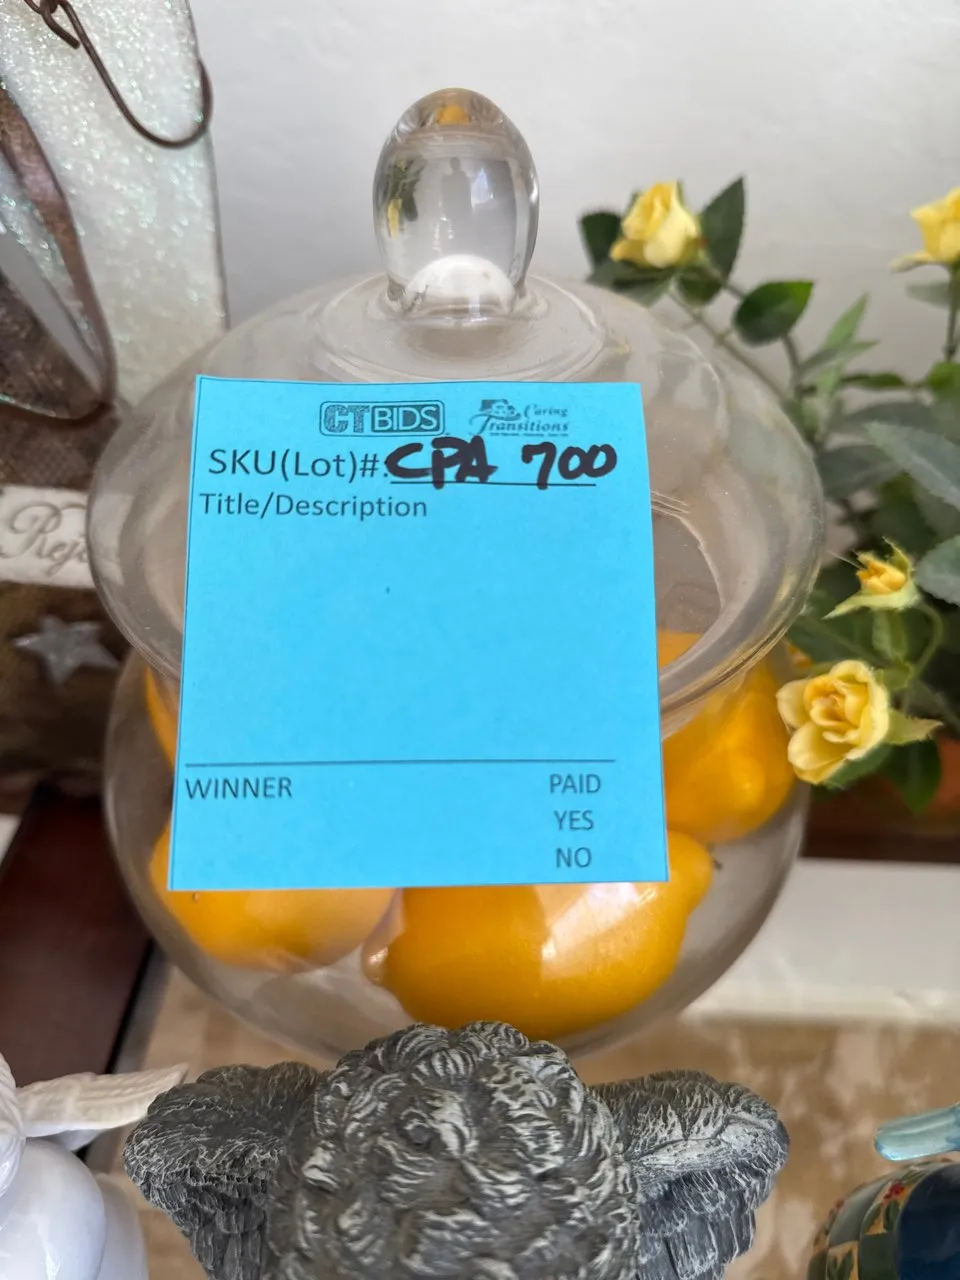 CTBIDS
Caring
Transitions
SKU(Lot)#: CPA 700
Title/Description
WINNER
PAID
YES
NO